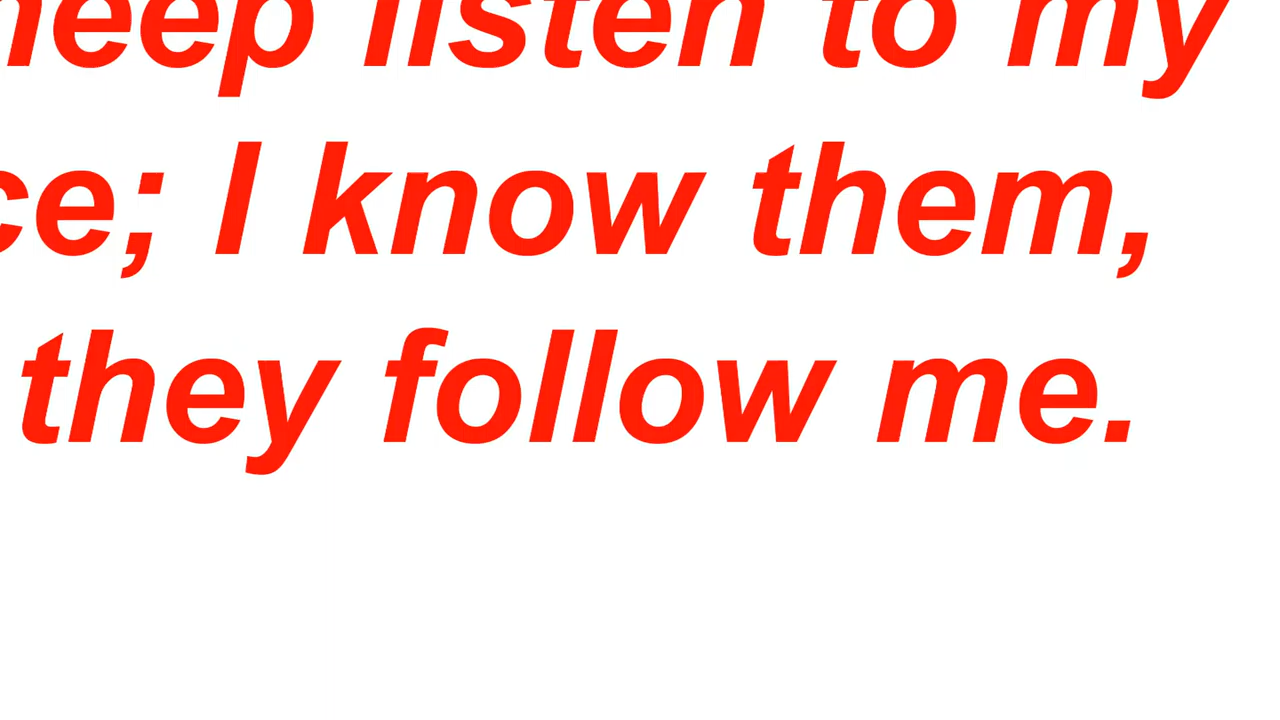 heep listen to my
ce; I know them,
they follow me.